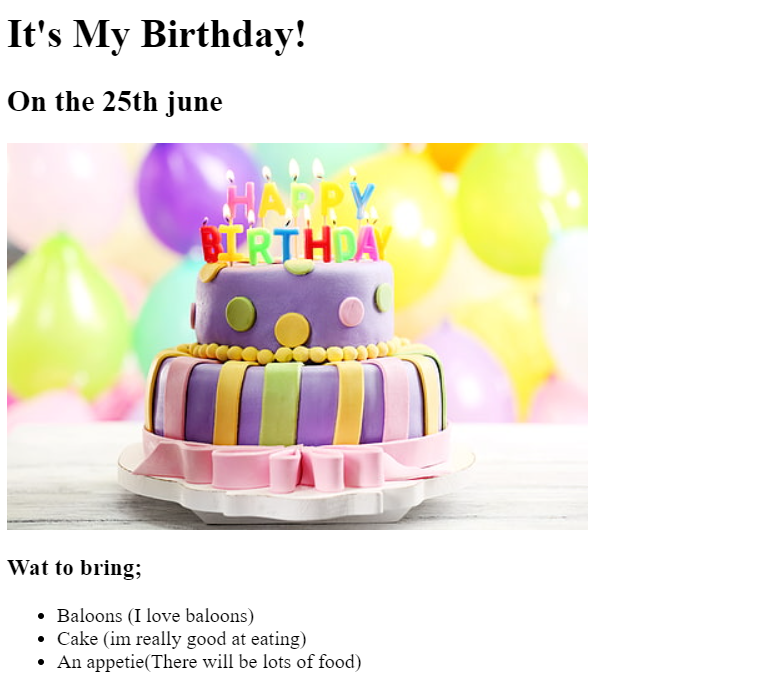 It's My Birthday!
On the 25th june
HAPPY
BIRTHDAY
Wat to bring;
Baloons (I love baloons)
Cake (im really good at eating)
An appetie(There will be lots of food)